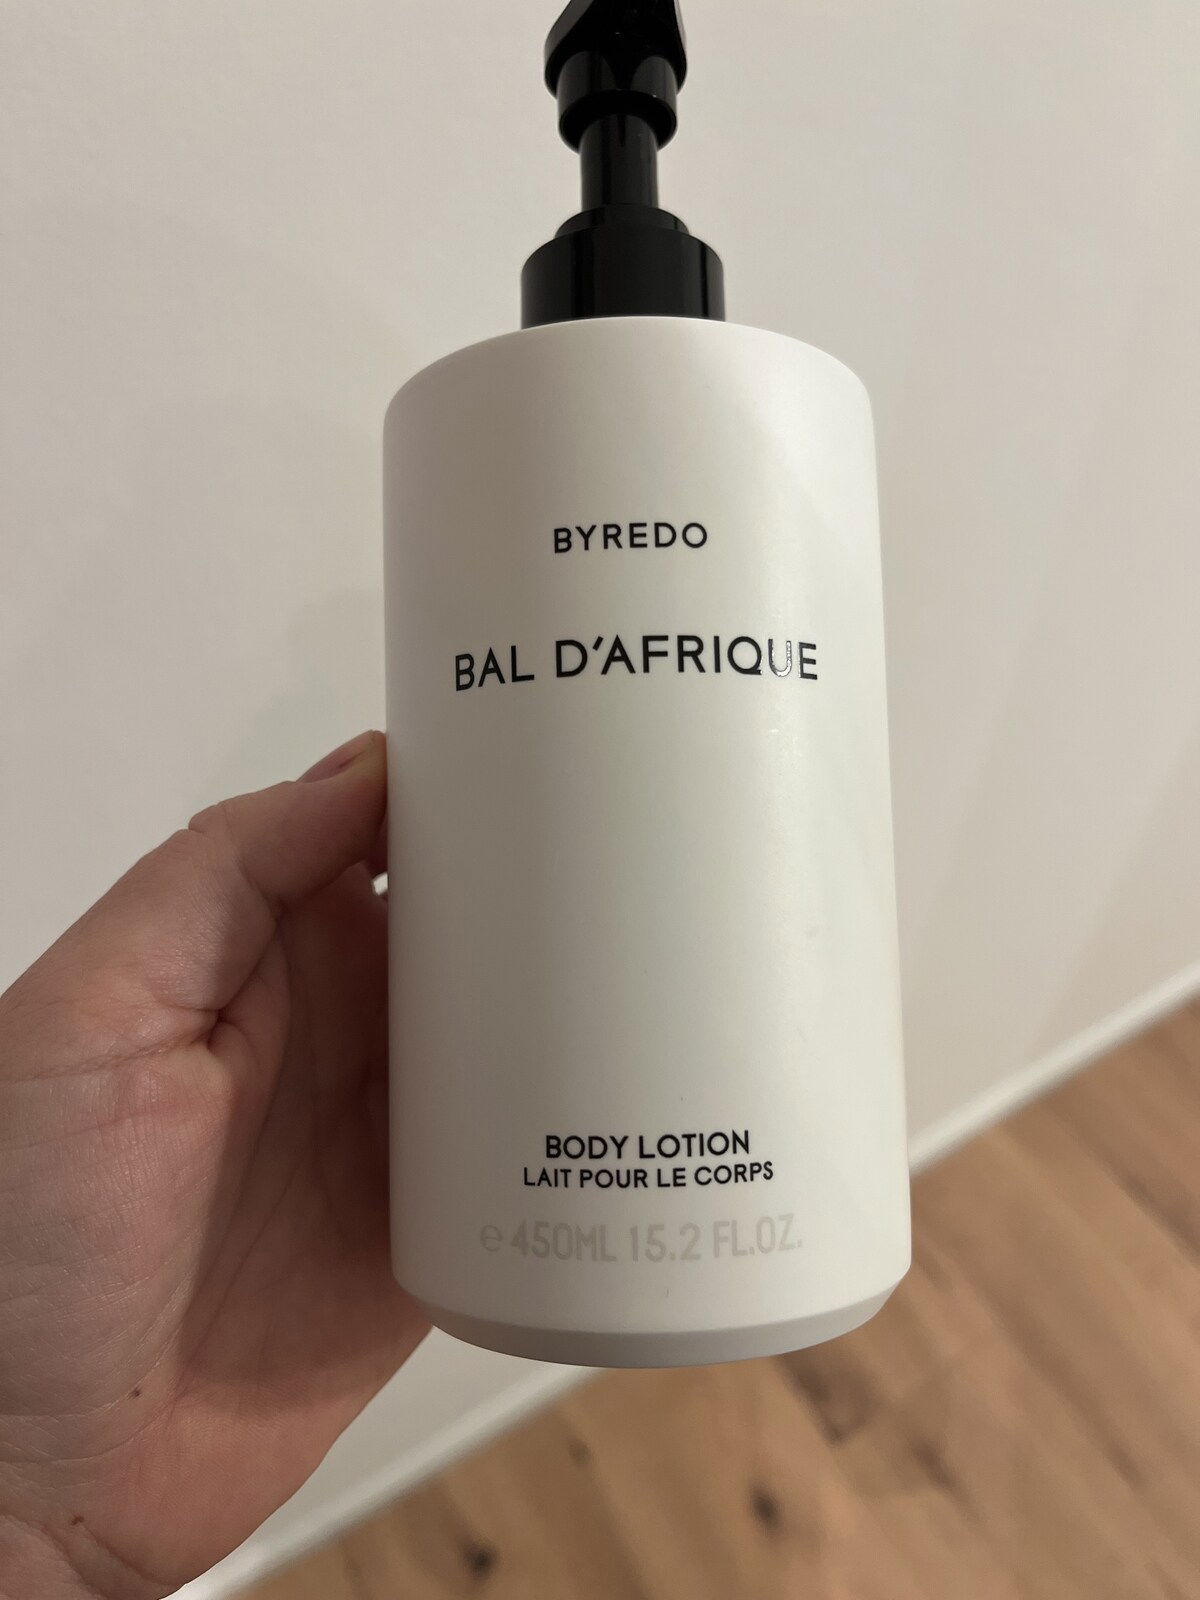 BYREDO
BAL D'AFRIQUE
BODY LOTION
LAIT POUR LE CORPS
℮ 450ML 15.2 FL.OZ.